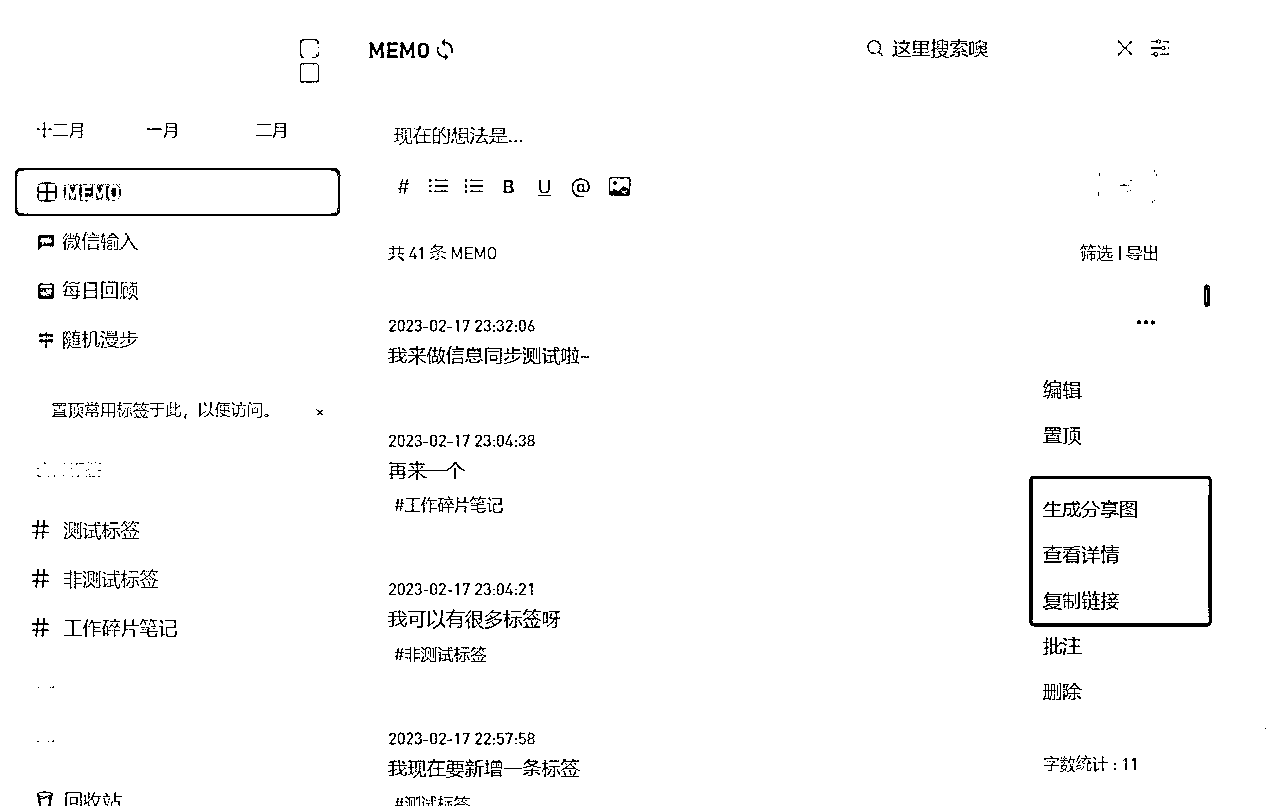 MEMO
这里搜索噢
十二月 一月 二月
MEMO
微信输入
每日回顾
随机漫步
置顶常用标签于此，以便访问。 ×
# 测试标签
# 非测试标签
# 工作碎片笔记
回收站
现在的想法是...
# B U @
共 41 条 MEMO
筛选 | 导出
2023-02-17 23:32:06
我来做信息同步测试啦~
2023-02-17 23:04:38
再来一个
#工作碎片笔记
2023-02-17 23:04:21
我可以有很多标签呀
#非测试标签
2023-02-17 22:57:58
我现在要新增一条标签
#测试标签
编辑
置顶
生成分享图
查看详情
复制链接
批注
删除
字数统计 : 11